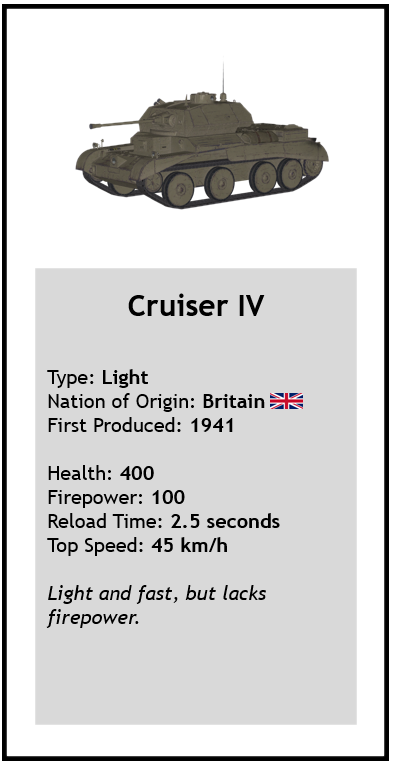 Cruiser IV
Type: Light
Nation of Origin: Britain
First Produced: 1941
Health: 400
Firepower: 100
Reload Time: 2.5 seconds
Top Speed: 45 km/h
Light and fast, but lacks
firepower.